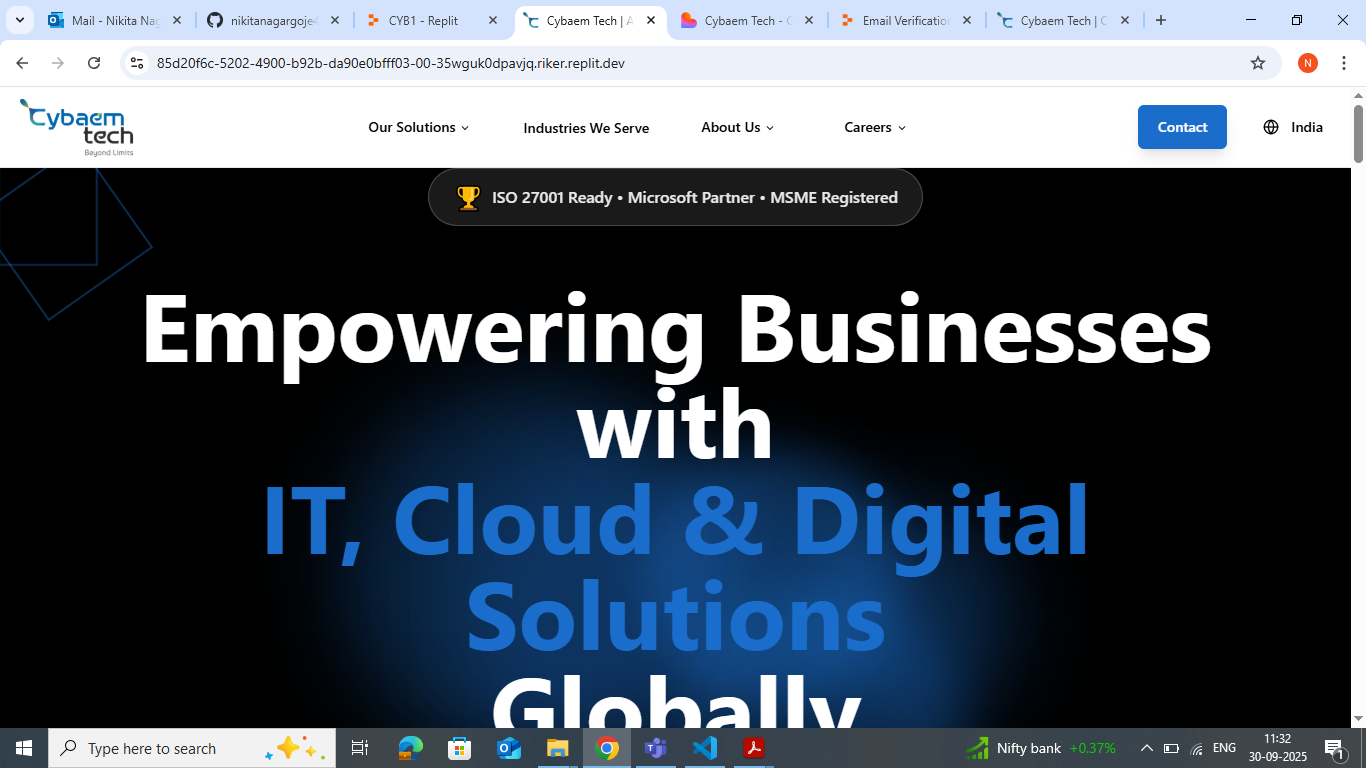 Mail - Nikita Nag
nikitanagargoje4
CYB1 - Replit
Cybaem Tech | A
Cybaem Tech - C
Email Verification
Cybaem Tech | C
85d20f6c-5202-4900-b92b-da90e0bfff03-00-35wguk0dpavjq.riker.replit.dev
N
Cybaem
tech
Beyond Limits
Our Solutions
Industries We Serve
About Us
Careers
Contact
India
ISO 27001 Ready • Microsoft Partner • MSME Registered
Empowering Businesses
with
IT, Cloud & Digital
Solutions
Globally
Type here to search
Nifty bank +0.37%
ENG
11:32
30-09-2025
1